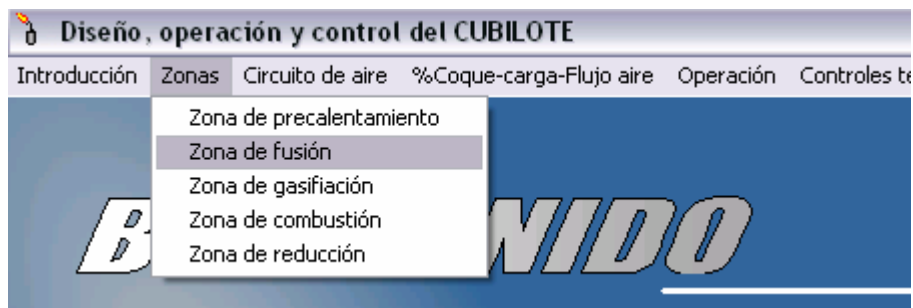 Diseño, operación y control del CUBILOTE
Introducción Zonas Circuito de aire %Coque-carga-Flujo aire Operación Controles
Zona de precalentamiento
Zona de fusión
Zona de gasifiación
Zona de combustión
Zona de reducción